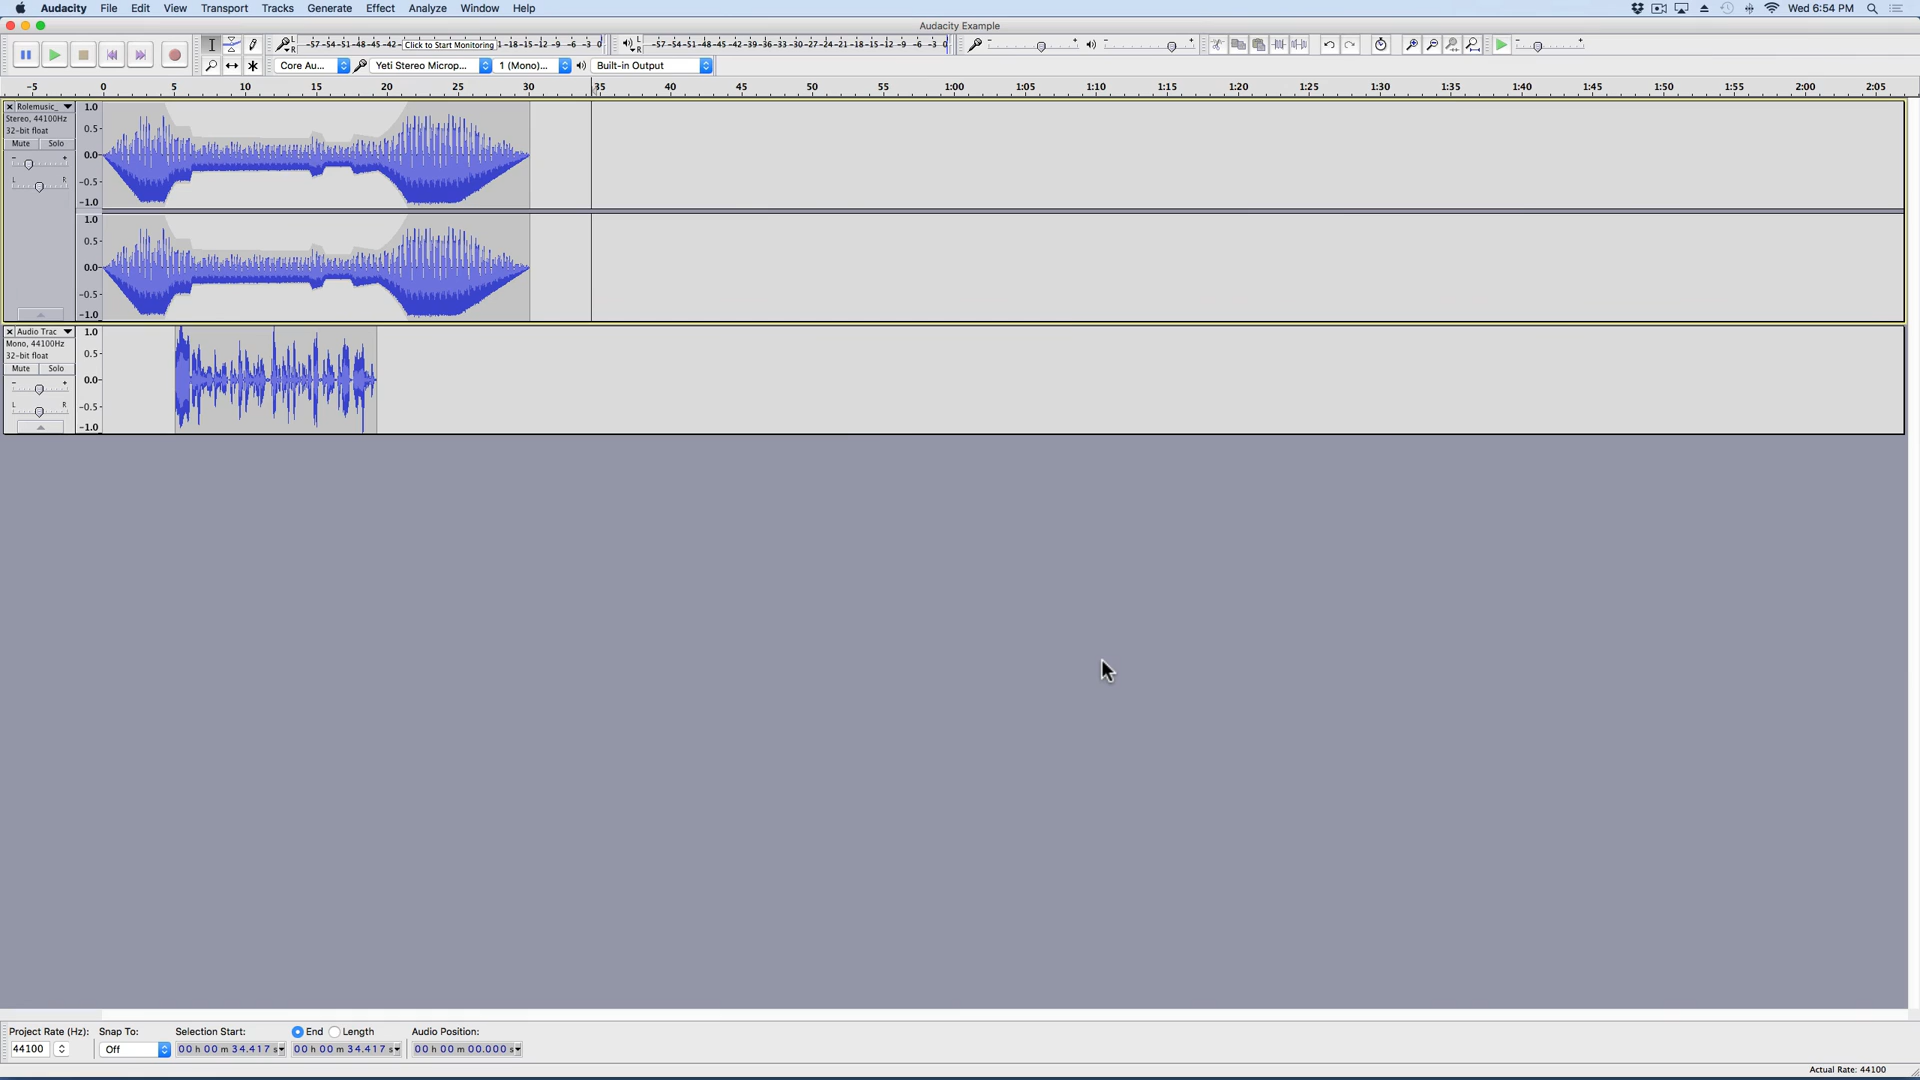 Audacity File Edit View Transport Tracks Generate Effect Analyze Window Help Wed 6:54 PM
Audacity Example
L R -57-54-51-48-45-42- Click to Start Monitoring 1-18-15-12-9 -6 -3 0 L R -57-54-51-48-45-42-39-36-33-30-27-24-21-18-15-12-9 -6 -3 0 - + - + - +
Core Au... Yeti Stereo Microp... 1 (Mono)... Built-in Output
-5 0 5 10 15 20 25 30 35 40 45 50 55 1:00 1:05 1:10 1:15 1:20 1:25 1:30 1:35 1:40 1:45 1:50 1:55 2:00 2:05
Rolemusic_
Stereo, 44100Hz
32-bit float
Mute Solo
- +
L R
1.0
0.5-
0.0-
-0.5-
-1.0
1.0
0.5-
0.0-
-0.5-
-1.0
Audio Trac
Mono, 44100Hz
32-bit float
Mute Solo
- +
L R
1.0
0.5-
0.0-
-0.5-
-1.0
Project Rate (Hz): Snap To: Selection Start: End Length Audio Position:
44100 Off 00 h 00 m 34.417 s 00 h 00 m 34.417 s 00 h 00 m 00.000 s
Actual Rate: 44100